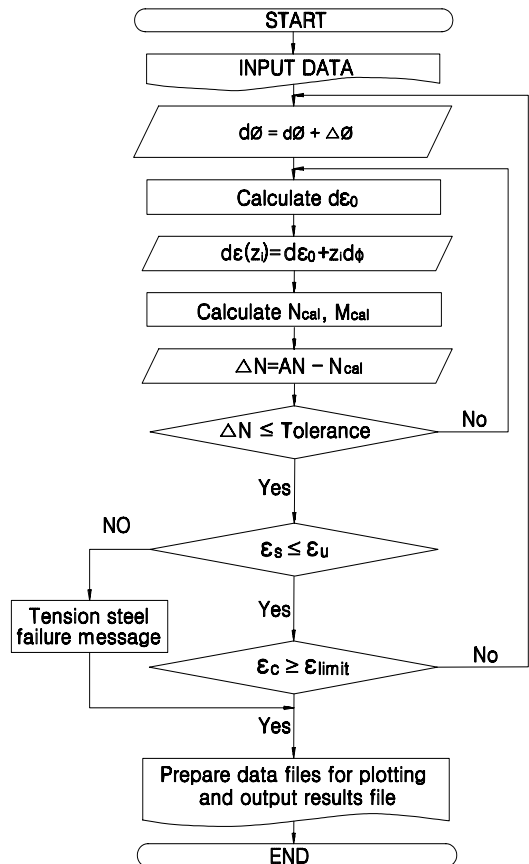 START
INPUT DATA
dø = dø + △ø
Calculate dε₀
dε(zᵢ)=dε₀+zᵢdϕ
Calculate Ncal, Mcal
△N=AN − Ncal
No
△N ≤ Tolerance
Yes
NO
εs ≤ εu
Tension steel
failure message
Yes
εc ≥ εlimit
No
Yes
Prepare data files for plotting
and output results file
END